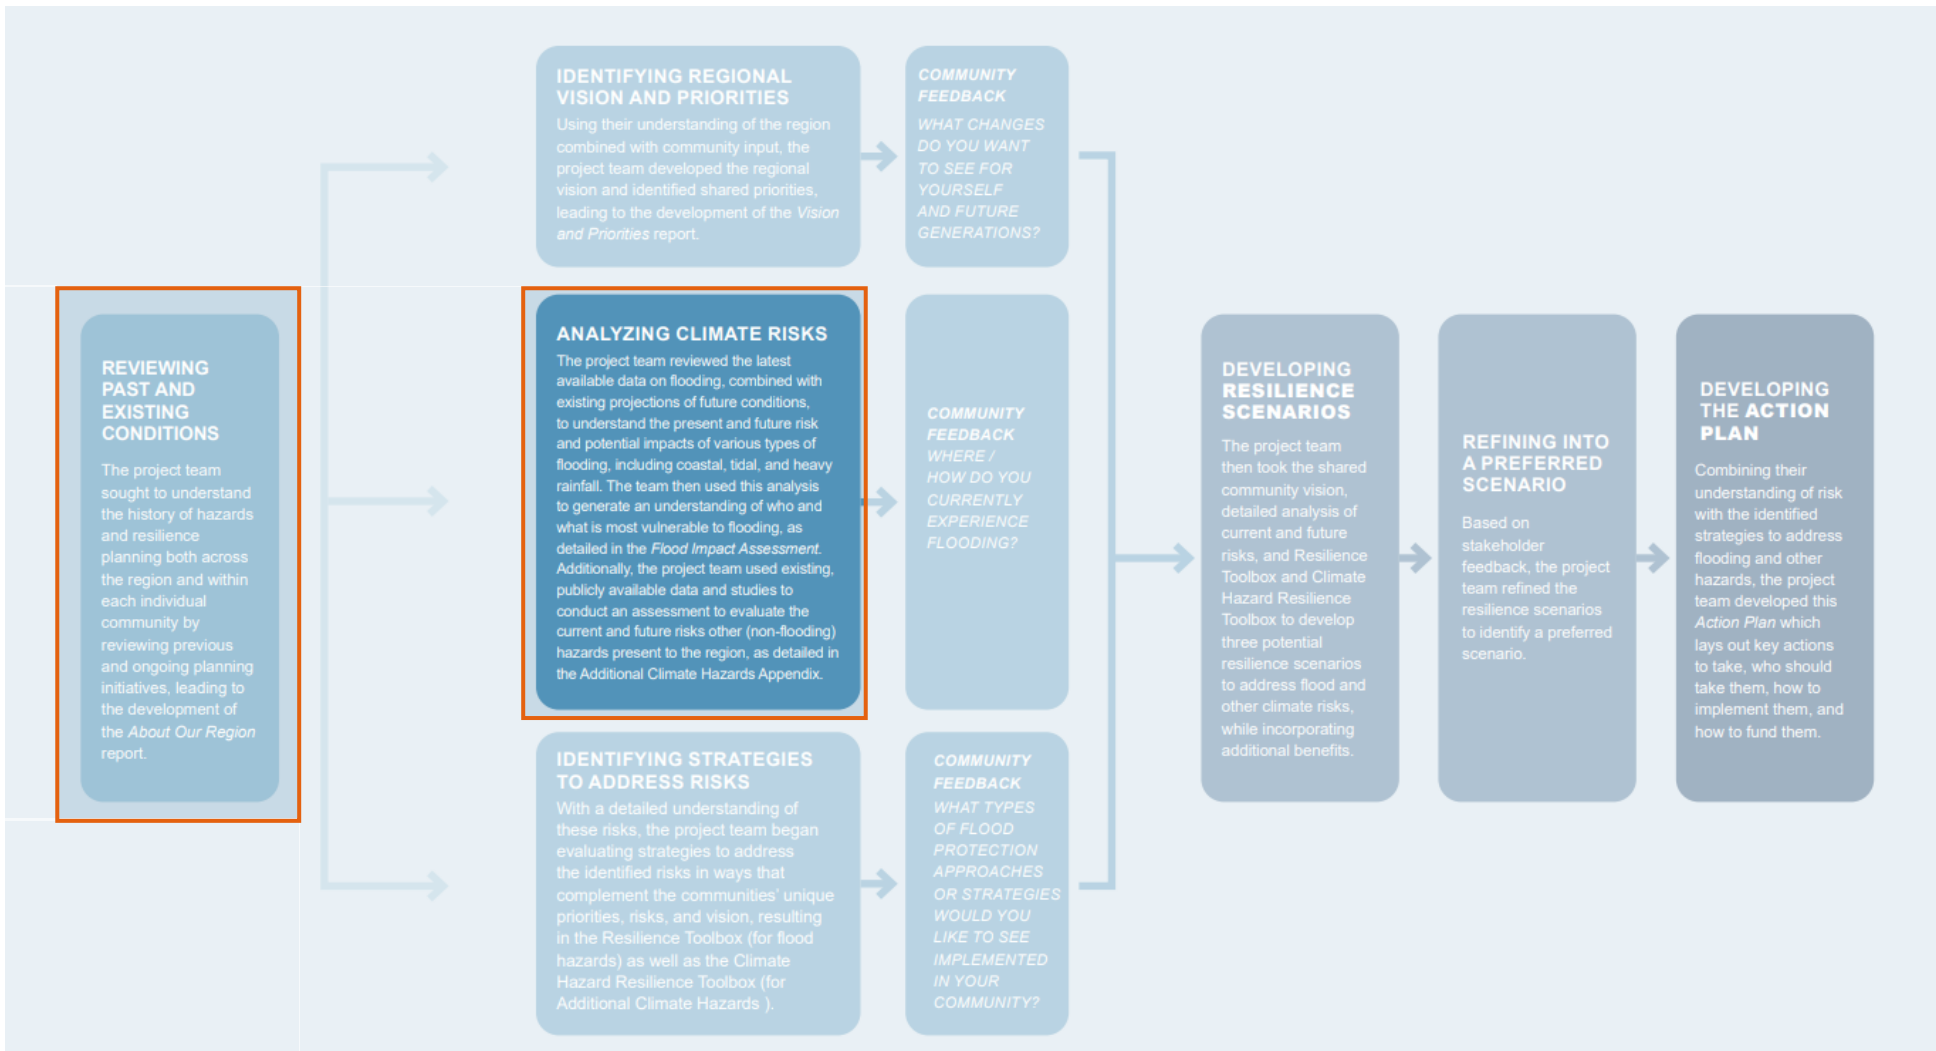 REVIEWING
PAST AND
EXISTING
CONDITIONS
The project team
sought to understand
the history of hazards
and resilience
planning both across
the region and within
each individual
community by
reviewing previous
and ongoing planning
initiatives, leading to
the development of
the About Our Region
report.
IDENTIFYING REGIONAL
VISION AND PRIORITIES
Using their understanding of the region
combined with community input, the
project team developed the regional
vision and identified shared priorities,
leading to the development of the Vision
and Priorities report.
COMMUNITY
FEEDBACK
WHAT CHANGES
DO YOU WANT
TO SEE FOR
YOURSELF
AND FUTURE
GENERATIONS?
ANALYZING CLIMATE RISKS
The project team reviewed the latest
available data on flooding, combined with
existing projections of future conditions,
to understand the present and future risk
and potential impacts of various types of
flooding, including coastal, tidal, and heavy
rainfall. The team then used this analysis
to generate an understanding of who and
what is most vulnerable to flooding, as
detailed in the Flood Impact Assessment.
Additionally, the project team used existing,
publicly available data and studies to
conduct an assessment to evaluate the
current and future risks other (non-flooding)
hazards present to the region, as detailed in
the Additional Climate Hazards Appendix.
COMMUNITY
FEEDBACK
WHERE /
HOW DO YOU
CURRENTLY
EXPERIENCE
FLOODING?
IDENTIFYING STRATEGIES
TO ADDRESS RISKS
With a detailed understanding of
these risks, the project team began
evaluating strategies to address
the identified risks in ways that
complement the communities' unique
priorities, risks, and vision, resulting
in the Resilience Toolbox (for flood
hazards) as well as the Climate
Hazard Resilience Toolbox (for
Additional Climate Hazards ).
COMMUNITY
FEEDBACK
WHAT TYPES
OF FLOOD
PROTECTION
APPROACHES
OR STRATEGIES
WOULD YOU
LIKE TO SEE
IMPLEMENTED
IN YOUR
COMMUNITY?
DEVELOPING
RESILIENCE
SCENARIOS
The project team
then took the shared
community vision,
detailed analysis of
current and future
risks, and Resilience
Toolbox and Climate
Hazard Resilience
Toolbox to develop
three potential
resilience scenarios
to address flood and
other climate risks,
while incorporating
additional benefits.
REFINING INTO
A PREFERRED
SCENARIO
Based on
stakeholder
feedback, the project
team refined the
resilience scenarios
to identify a preferred
scenario.
DEVELOPING
THE ACTION
PLAN
Combining their
understanding of risk
with the identified
strategies to address
flooding and other
hazards, the project
team developed this
Action Plan which
lays out key actions
to take, who should
take them, how to
implement them, and
how to fund them.